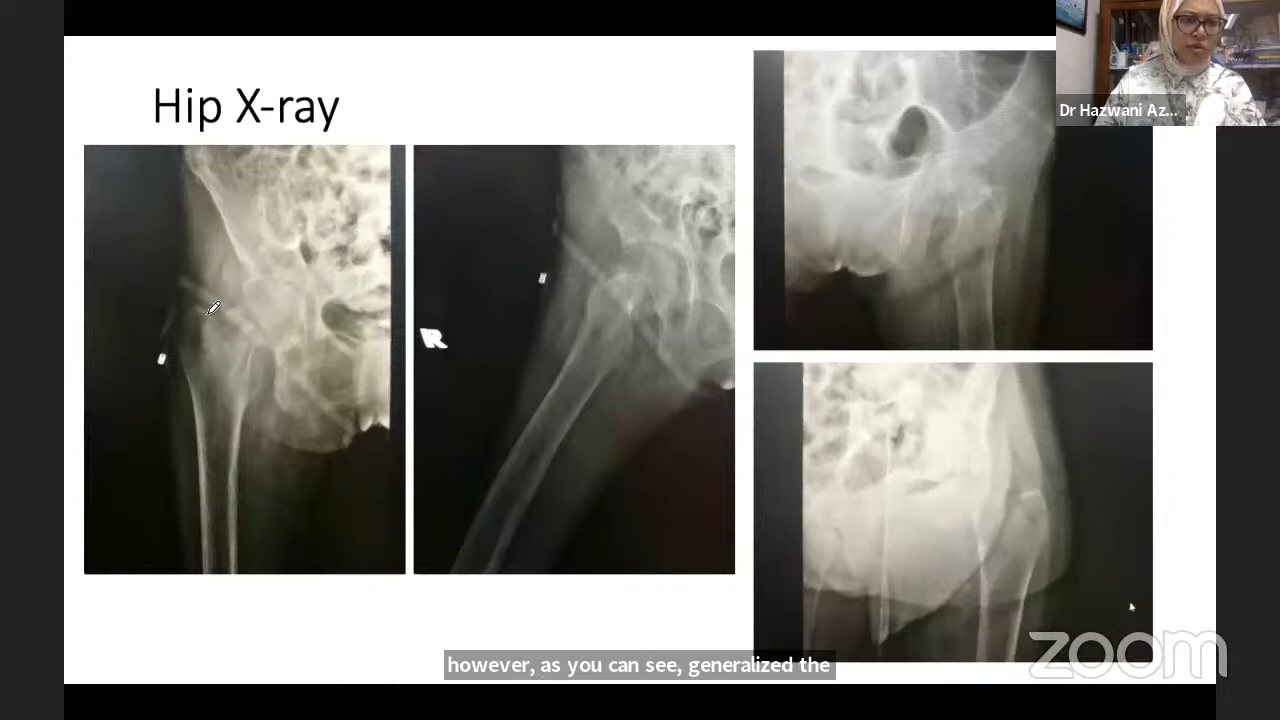 Hip X-ray
Dr Hazwani Az...
R
however, as you can see, generalized the
zoom